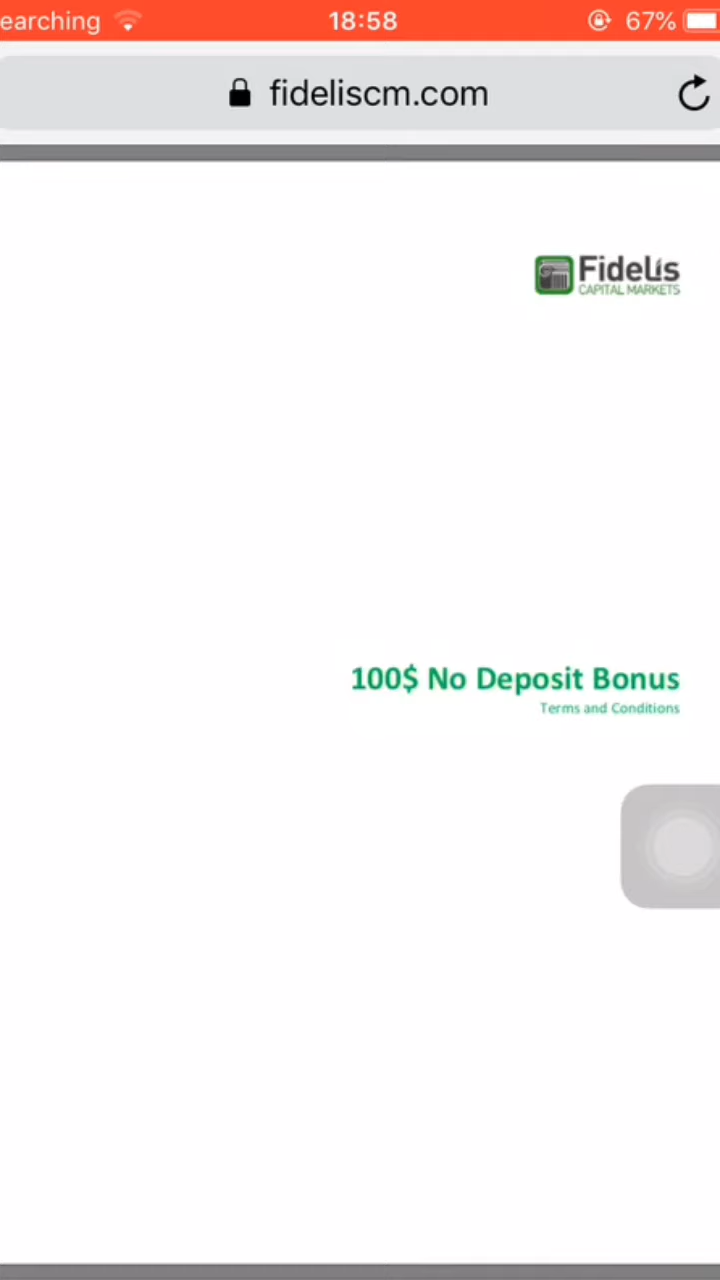 earching 18:58 67%
fideliscm.com
Fidelis
CAPITAL MARKETS
100$ No Deposit Bonus
Terms and Conditions